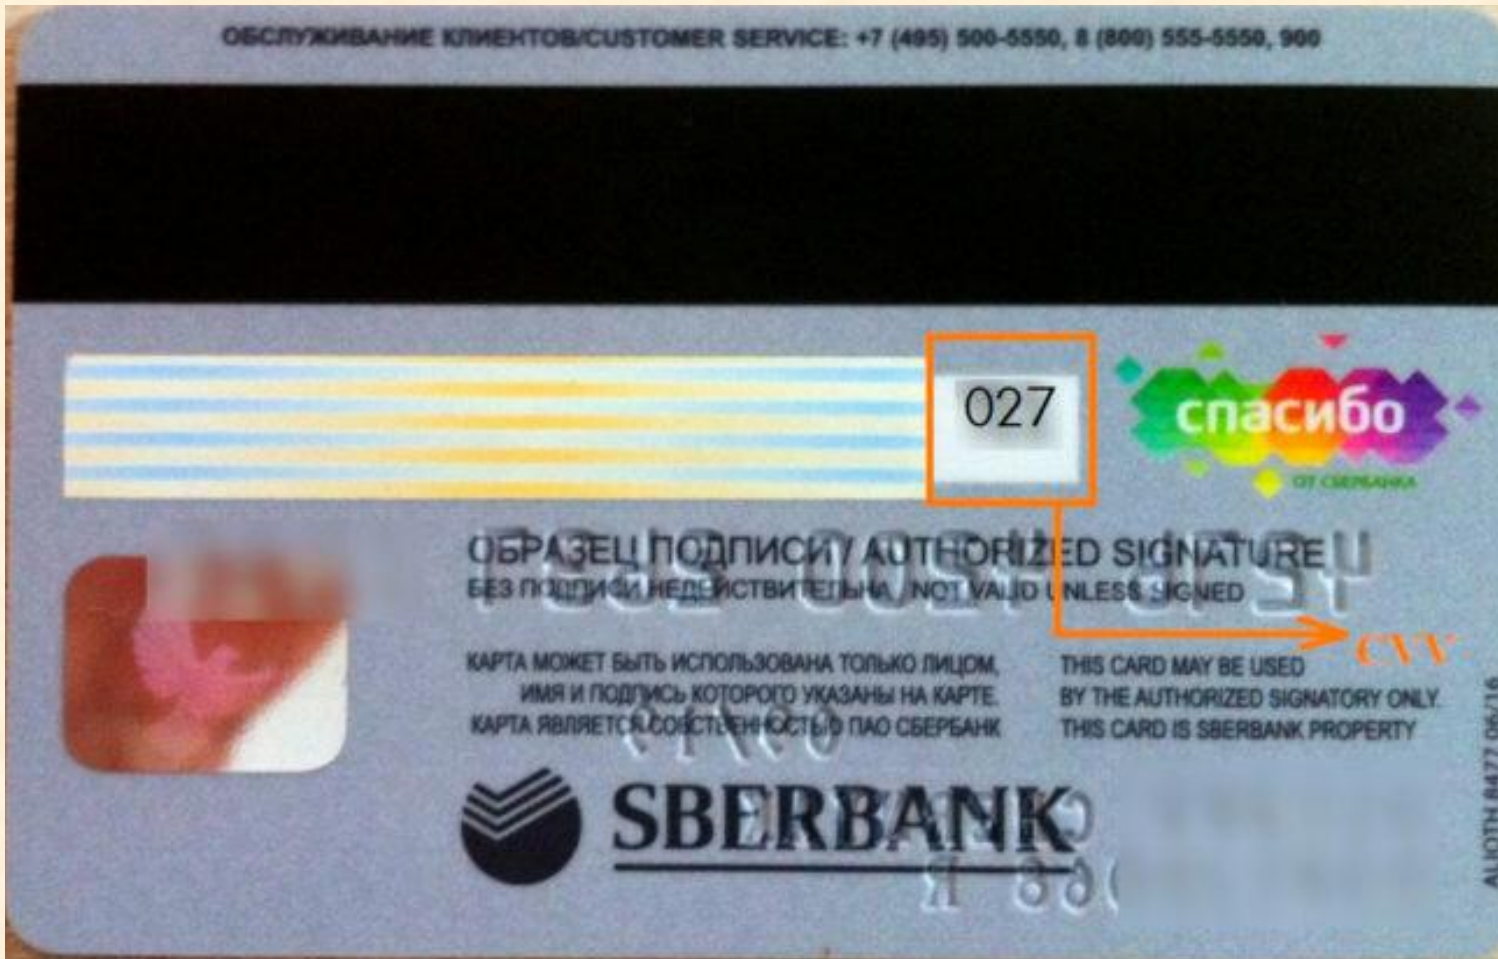 ОБСЛУЖИВАНИЕ КЛИЕНТОВ/CUSTOMER SERVICE: +7 (495) 500-5550, 8 (800) 555-5550, 900
027
спасибо
ОТ СБЕРБАНКА
ОБРАЗЕЦ ПОДПИСИ / AUTHORIZED SIGNATURE
БЕЗ ПОДПИСИ НЕДЕЙСТВИТЕЛЬНА / NOT VALID UNLESS SIGNED
CVV
КАРТА МОЖЕТ БЫТЬ ИСПОЛЬЗОВАНА ТОЛЬКО ЛИЦОМ,
ИМЯ И ПОДПИСЬ КОТОРОГО УКАЗАНЫ НА КАРТЕ.
КАРТА ЯВЛЯЕТСЯ СОБСТВЕННОСТЬЮ ПАО СБЕРБАНК
THIS CARD MAY BE USED
BY THE AUTHORIZED SIGNATORY ONLY.
THIS CARD IS SBERBANK PROPERTY
SBERBANK
ALIOTH 8477 06/16